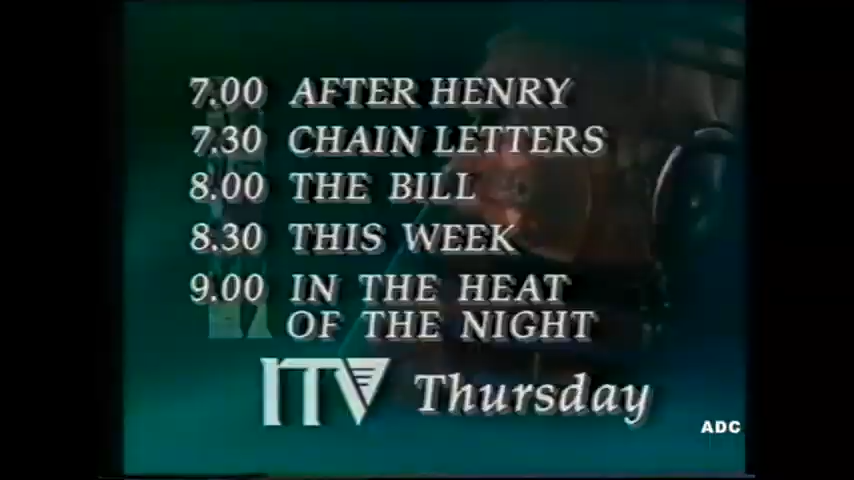 7.00 AFTER HENRY
7.30 CHAIN LETTERS
8.00 THE BILL
8.30 THIS WEEK
9.00 IN THE HEAT
OF THE NIGHT
ITV Thursday
ADC